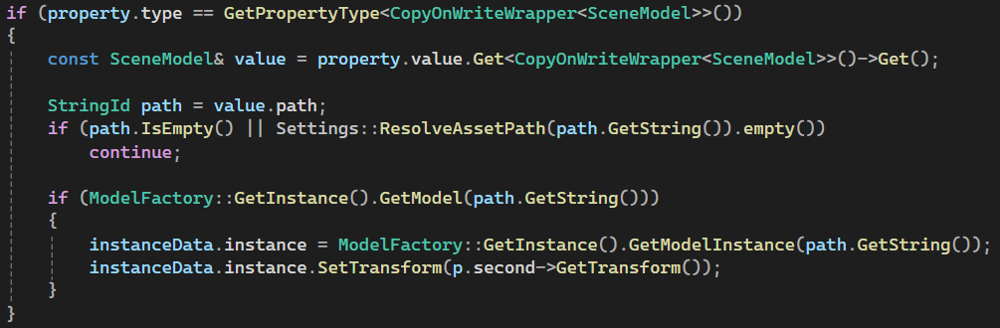 if (property.type == GetPropertyType<CopyOnWriteWrapper<SceneModel>>())
{
    const SceneModel& value = property.value.Get<CopyOnWriteWrapper<SceneModel>>()->Get();

    StringId path = value.path;
    if (path.IsEmpty() || Settings::ResolveAssetPath(path.GetString()).empty())
        continue;

    if (ModelFactory::GetInstance().GetModel(path.GetString()))
    {
        instanceData.instance = ModelFactory::GetInstance().GetModelInstance(path.GetString());
        instanceData.instance.SetTransform(p.second->GetTransform());
    }
}